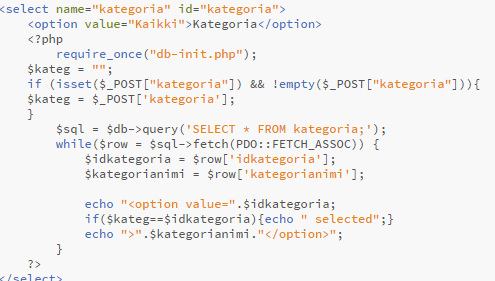 <select name="kategoria" id="kategoria">
<option value="Kaikki">Kategoria</option>
<?php
require_once("db-init.php");
$kateg = "";
if (isset($_POST["kategoria"]) && !empty($_POST["kategoria"])){
$kateg = $_POST['kategoria'];
}
$sql = $db->query('SELECT * FROM kategoria;');
while($row = $sql->fetch(PDO::FETCH_ASSOC)) {
$idkategoria = $row['idkategoria'];
$kategorianimi = $row['kategorianimi'];
echo "<option value=".$idkategoria;
if($kateg==$idkategoria){echo " selected";}
echo ">".$kategorianimi."</option>";
}
?>
</select>